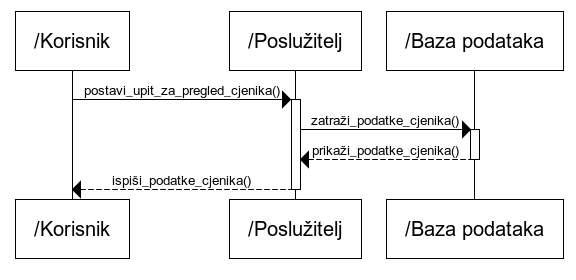 /Korisnik
/Poslužitelj
/Baza podataka
postavi_upit_za_pregled_cjenika()
zatraži_podatke_cjenika()
prikaži_podatke_cjenika()
ispiši_podatke_cjenika()
/Korisnik
/Poslužitelj
/Baza podataka